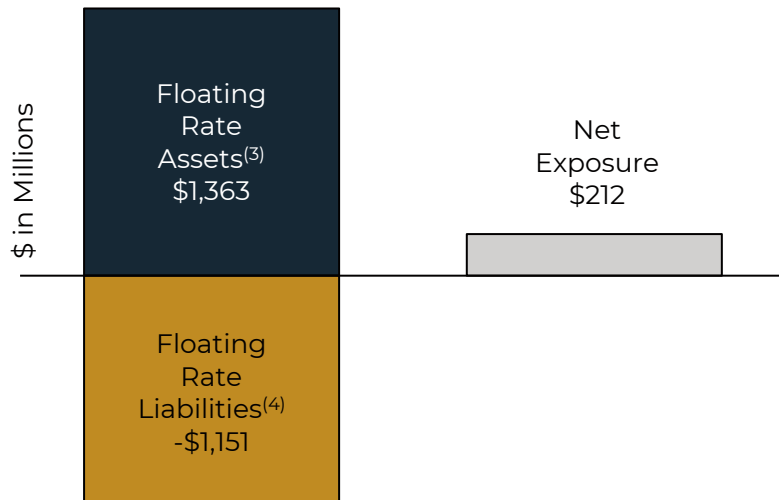 $ in Millions
Floating
Rate
Assets(3)
$1,363
Net
Exposure
$212
Floating
Rate
Liabilities(4)
-$1,151